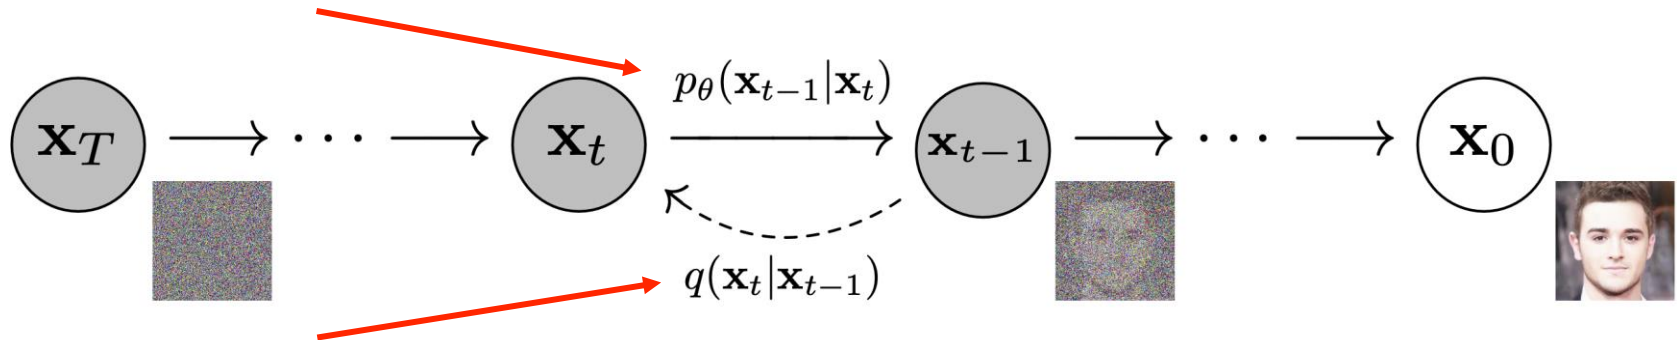 p_θ(x_{t−1}|x_t)
x_T ⋯ x_t x_{t−1} ⋯ x_0
q(x_t|x_{t−1})